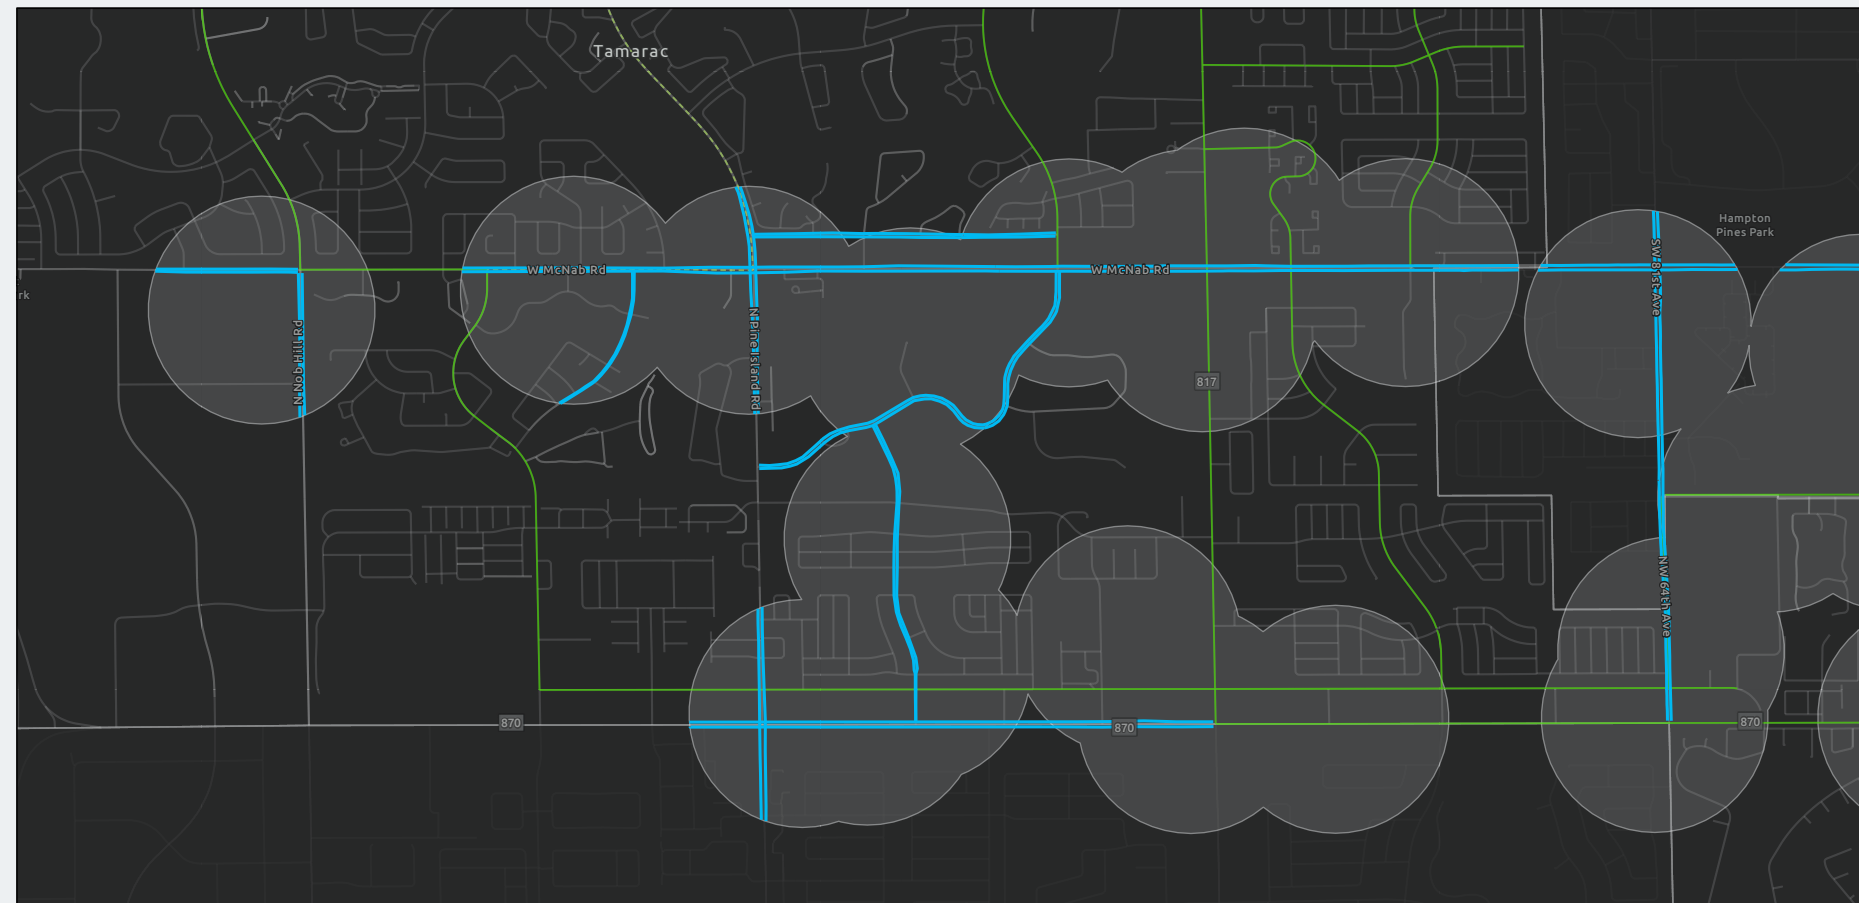 Tamarac
Hampton
Pines Park
W McNab Rd
W McNab Rd
SW 81st Ave
rk
N Nob Hill Rd
N Pine Island Rd
817
NW 64th Ave
870
870
870